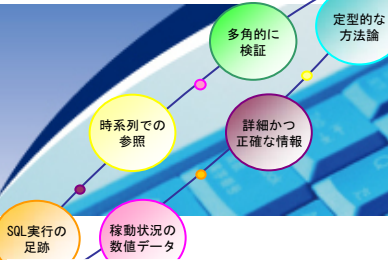 多角的に
検証
定型的な
方法論
時系列での
参照
詳細かつ
正確な情報
SQL実行の
足跡
稼動状況の
数値データ